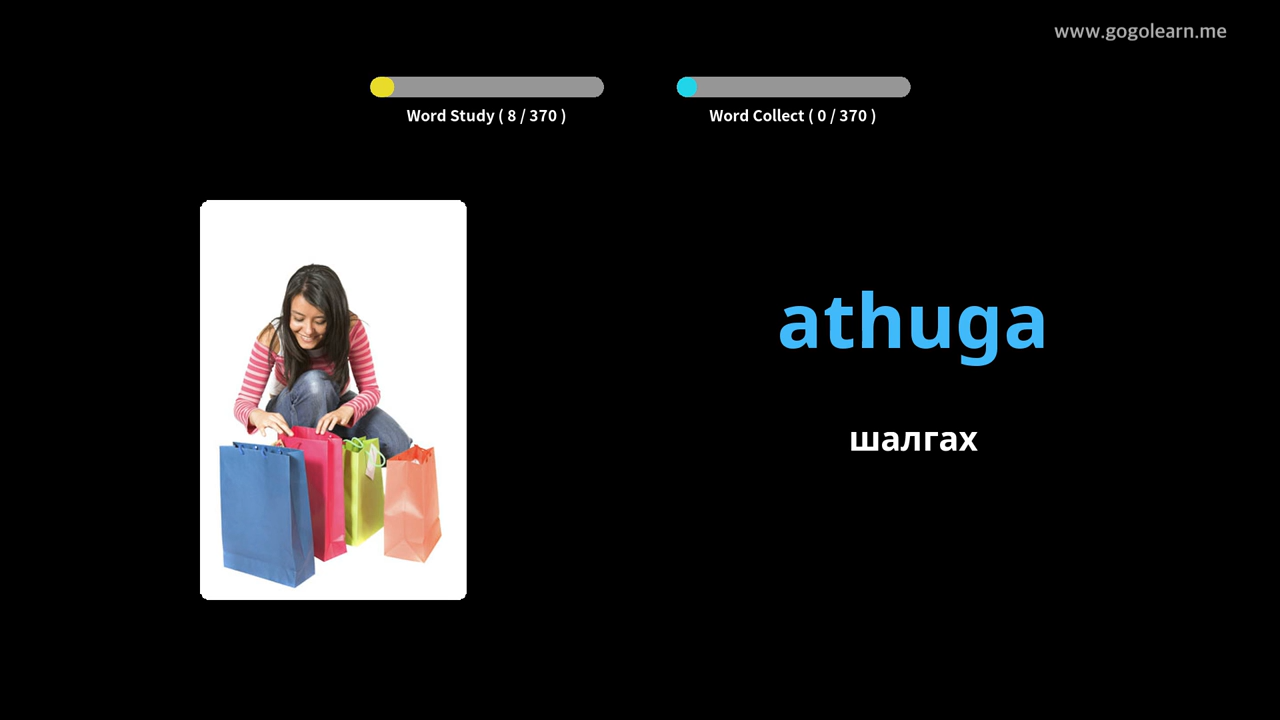 www.gogolearn.me
Word Study ( 8 / 370 )
Word Collect ( 0 / 370 )
athuga
шалгах